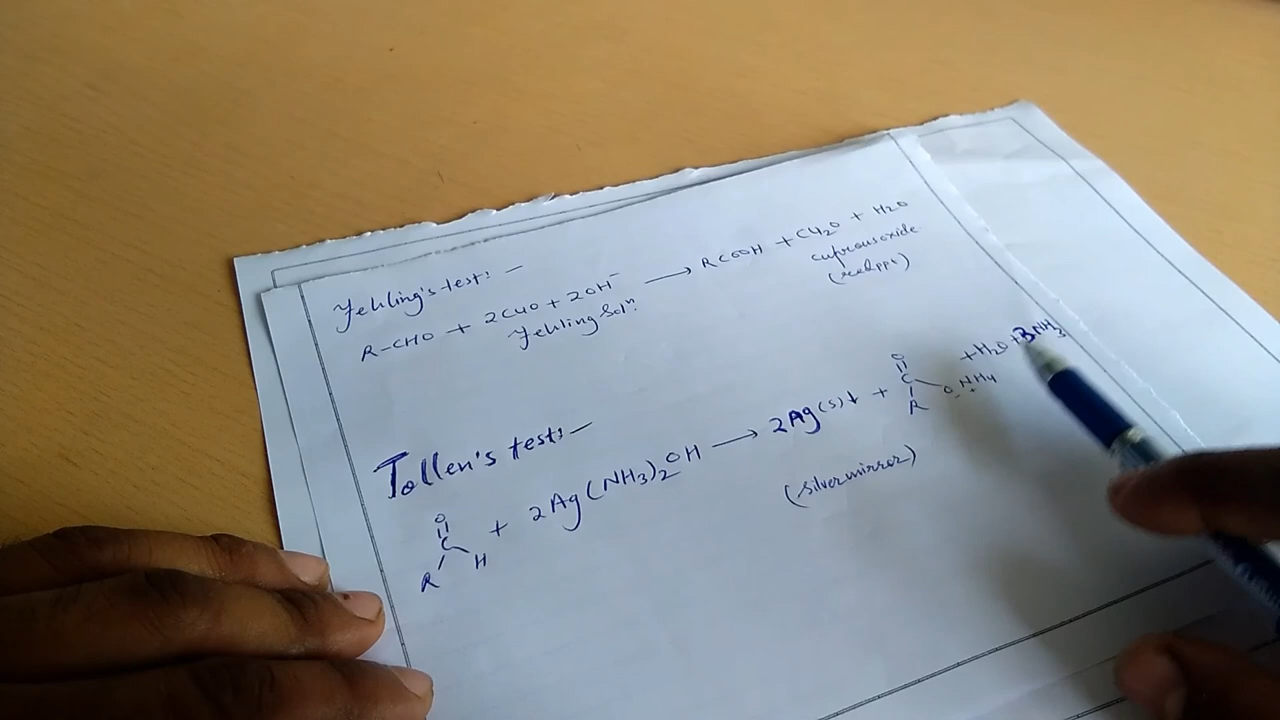 Fehling's test: -
R-CHO + 2CuO + 2OH⁻ → RCOOH + Cu₂O + H₂O
Fehling Solⁿ. cuprous oxide
(red ppt)
Tollen's test: -
O
||
R-C-H + 2Ag(NH₃)₂OH → 2Ag(s)↓ + R-C-O⁻NH₄⁺ + H₂O + 3NH₃
O
||
(silver mirror)